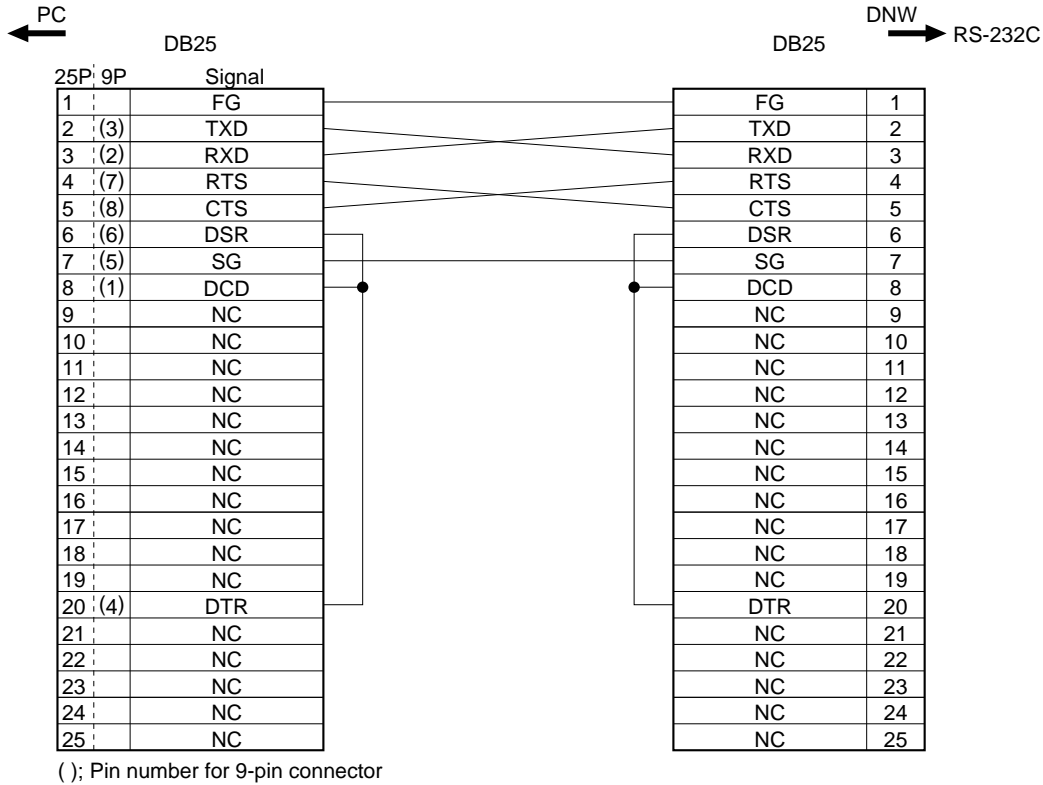 PC DNW
DB25 DB25 RS-232C
25P 9P Signal
1 FG FG 1
2 (3) TXD TXD 2
3 (2) RXD RXD 3
4 (7) RTS RTS 4
5 (8) CTS CTS 5
6 (6) DSR DSR 6
7 (5) SG SG 7
8 (1) DCD DCD 8
9 NC NC 9
10 NC NC 10
11 NC NC 11
12 NC NC 12
13 NC NC 13
14 NC NC 14
15 NC NC 15
16 NC NC 16
17 NC NC 17
18 NC NC 18
19 NC NC 19
20 (4) DTR DTR 20
21 NC NC 21
22 NC NC 22
23 NC NC 23
24 NC NC 24
25 NC NC 25
( ); Pin number for 9-pin connector